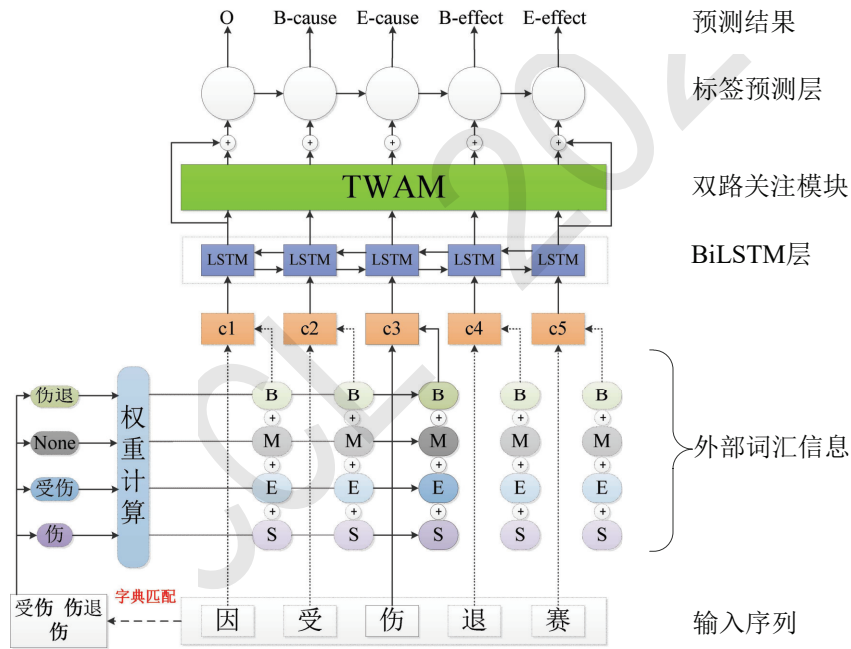 O B-cause E-cause B-effect E-effect 预测结果
标签预测层
+ + + + +
TWAM 双路关注模块
LSTM LSTM LSTM LSTM LSTM BiLSTM层
c1 c2 c3 c4 c5
伤退 B B B B B
+ + + + +
None M M M M M
权重计算 外部词汇信息
+ + + + +
受伤 E E E E E
+ + + + +
伤 S S S S S
受伤 伤退
伤
字典匹配
因 受 伤 退 赛 输入序列
CCL 202